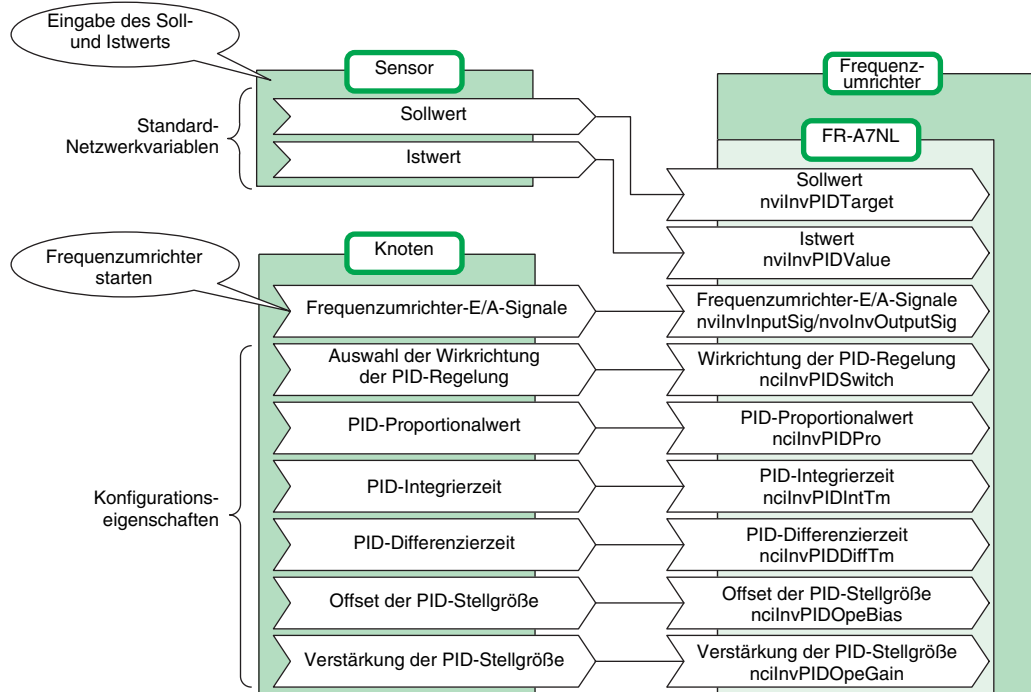 Eingabe des Soll-
und Istwerts
Sensor
Sollwert
Istwert
Standard-
Netzwerkvariablen
Frequenz-
umrichter
FR-A7NL
Sollwert
nviInvPIDTarget
Istwert
nviInvPIDValue
Frequenzumrichter
starten
Knoten
Frequenzumrichter-E/A-Signale
Frequenzumrichter-E/A-Signale
nviInvInputSig/nvoInvOutputSig
Auswahl der Wirkrichtung
der PID-Regelung
Wirkrichtung der PID-Regelung
nciInvPIDSwitch
PID-Proportionalwert
PID-Proportionalwert
nciInvPIDPro
Konfigurations-
eigenschaften
PID-Integrierzeit
PID-Integrierzeit
nciInvPIDIntTm
PID-Differenzierzeit
PID-Differenzierzeit
nciInvPIDDiffTm
Offset der PID-Stellgröße
Offset der PID-Stellgröße
nciInvPIDOpeBias
Verstärkung der PID-Stellgröße
Verstärkung der PID-Stellgröße
nciInvPIDOpeGain